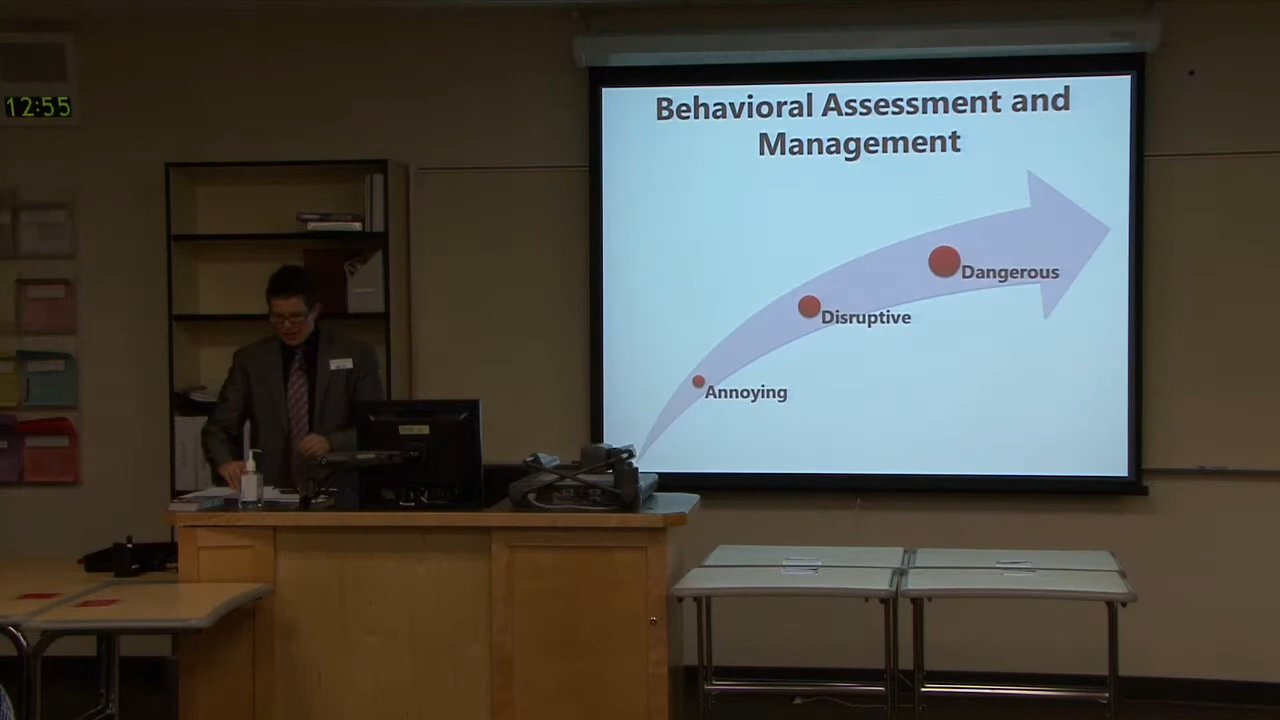 12:55
Behavioral Assessment and
Management
Dangerous
Disruptive
Annoying